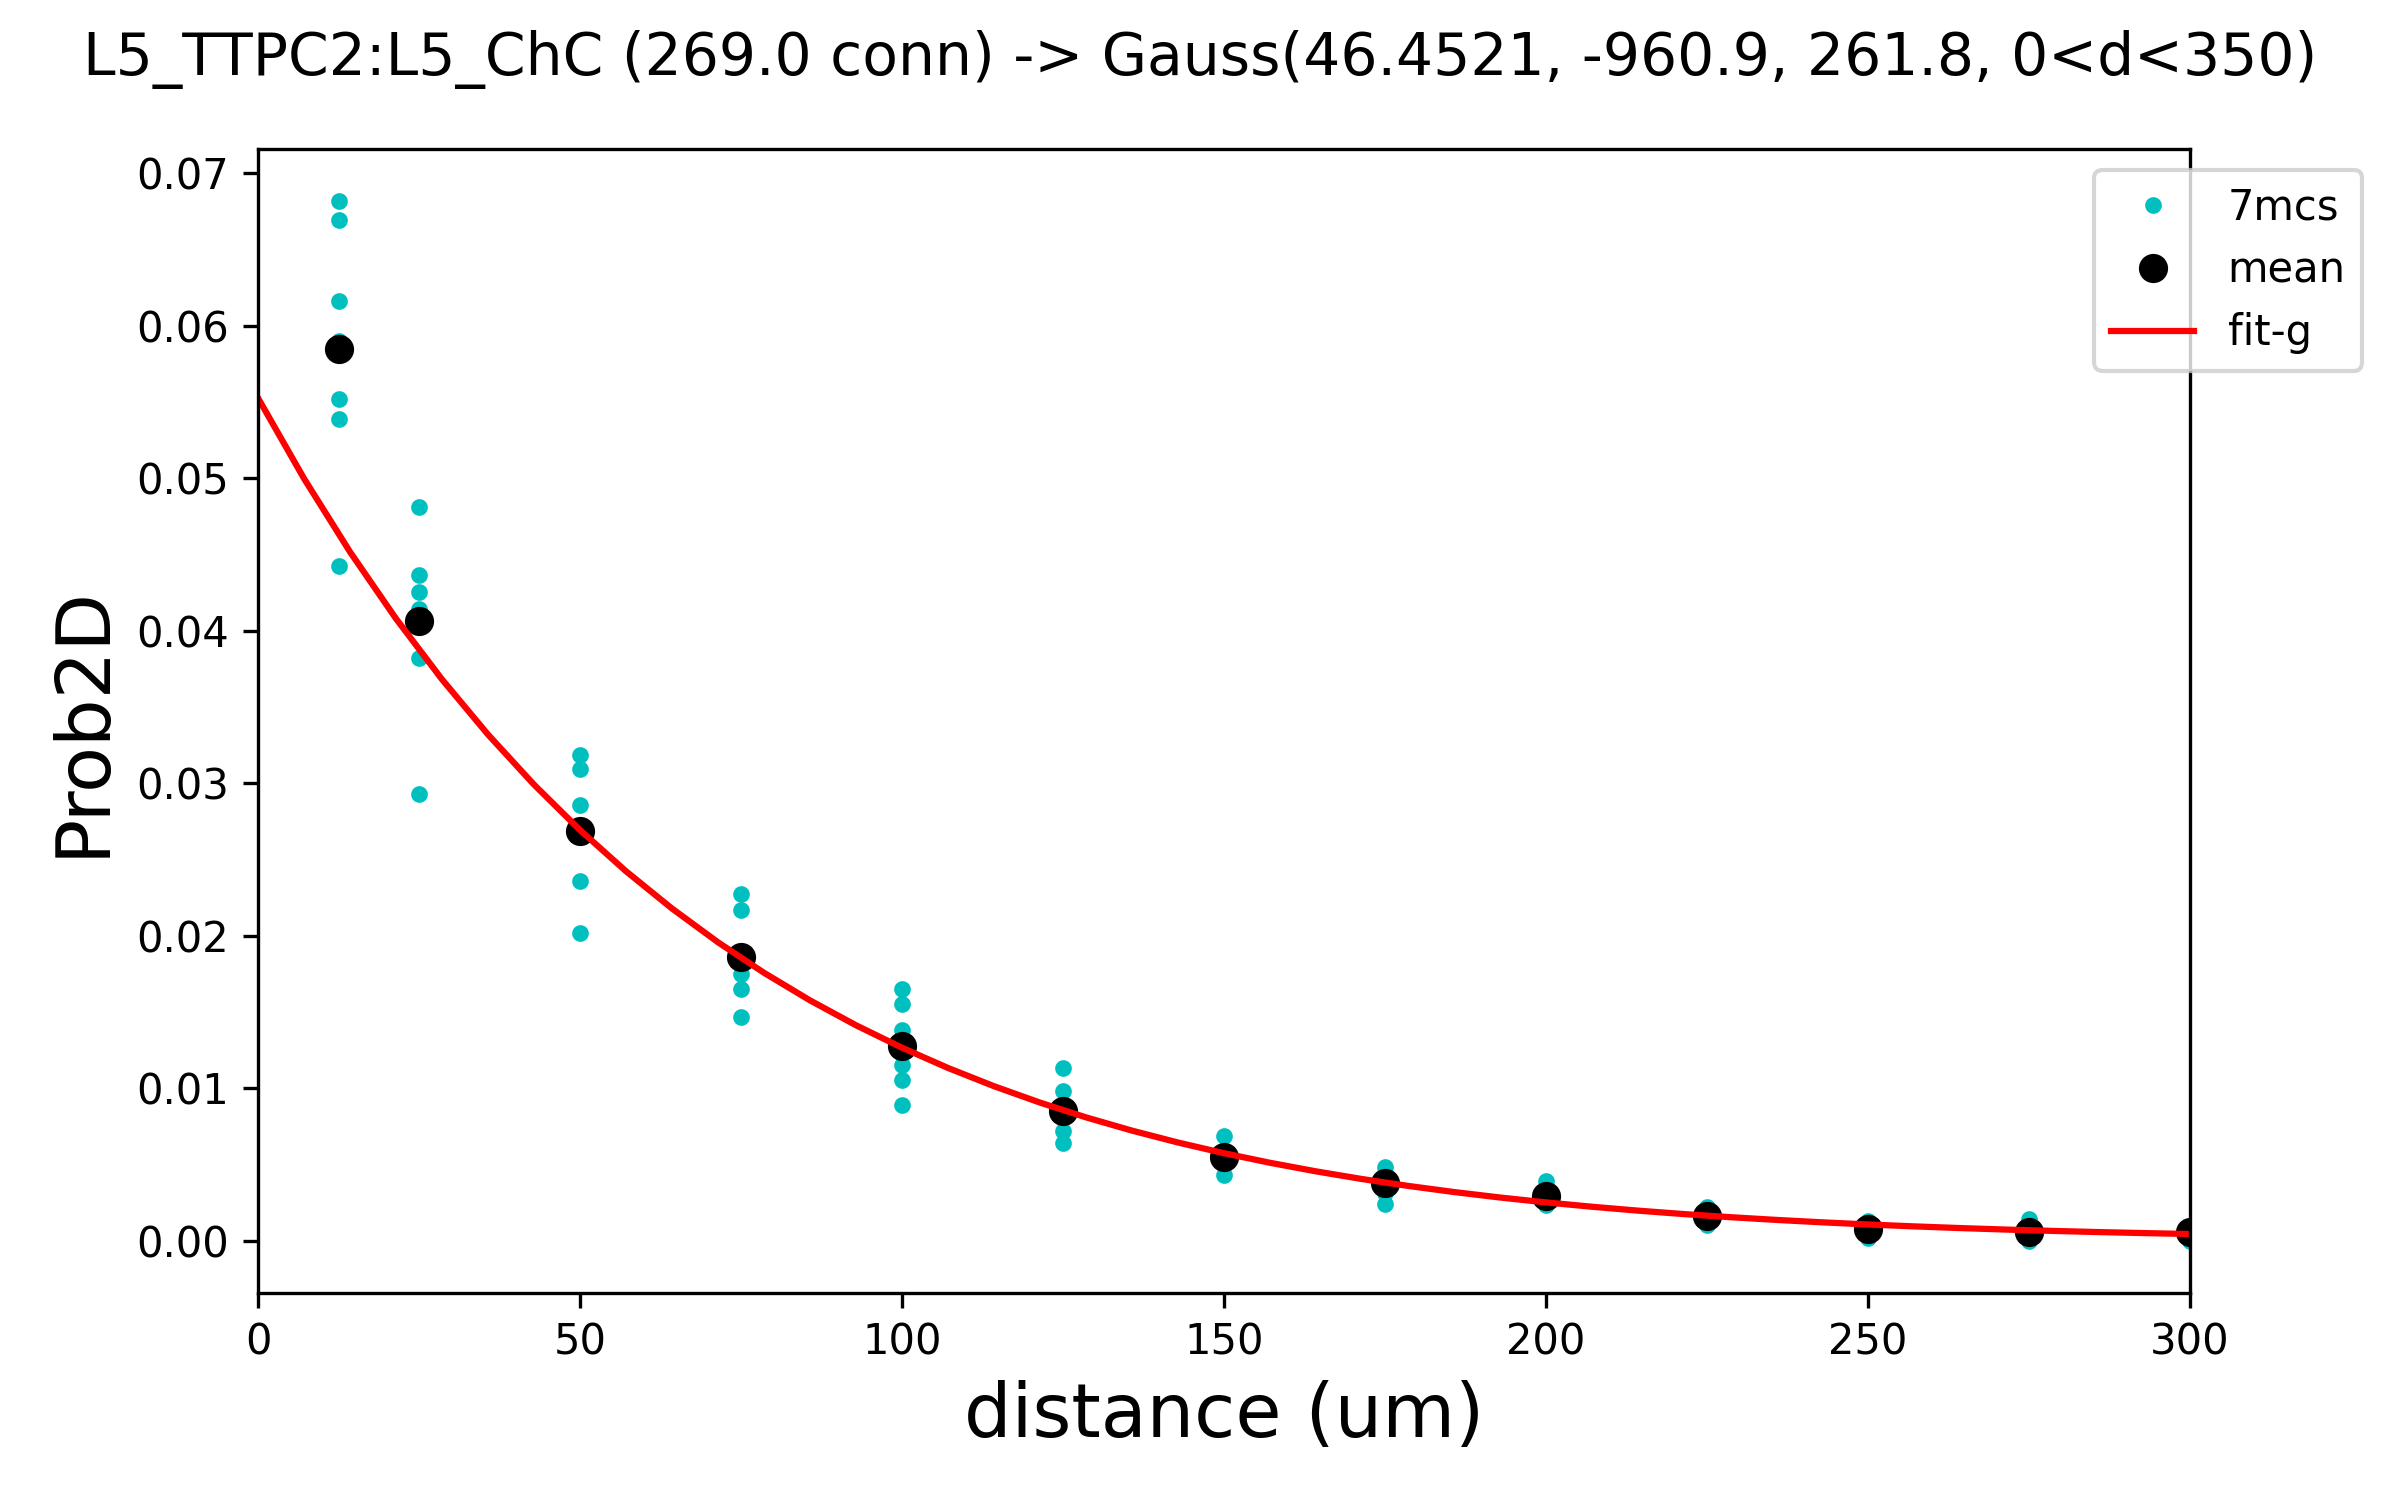 L5_TTPC2:L5_ChC (269.0 conn) -> Gauss(46.4521, -960.9, 261.8, 0<d<350)
0.07
0.06
0.05
0.04
0.03
0.02
0.01
0.00
Prob2D
7mcs
mean
fit-g
0 50 100 150 200 250 300
distance (um)